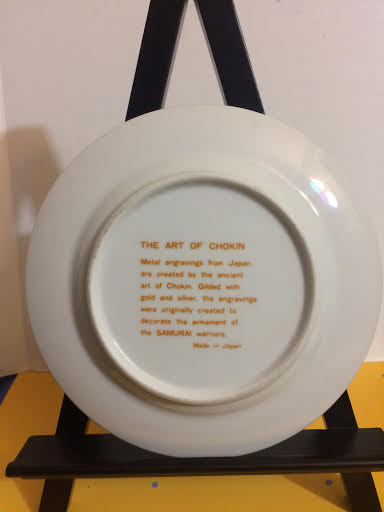 THE ART OF CHOKIN
Metal engravings from Japan
are created by the ancient
art of Chokin. Gilded with
gold and silver, the engravings
were originally created to
decorate the armament of
the SAMURAI warriors.
Made in Japan